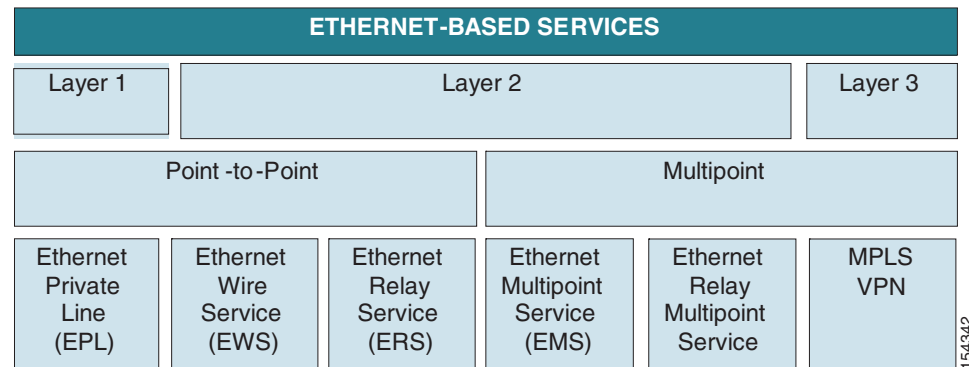 ETHERNET-BASED SERVICES
Layer 1
Layer 2
Layer 3
Point -to-Point
Multipoint
Ethernet
Private
Line
(EPL)
Ethernet
Wire
Service
(EWS)
Ethernet
Relay
Service
(ERS)
Ethernet
Multipoint
Service
(EMS)
Ethernet
Relay
Multipoint
Service
MPLS
VPN
154342